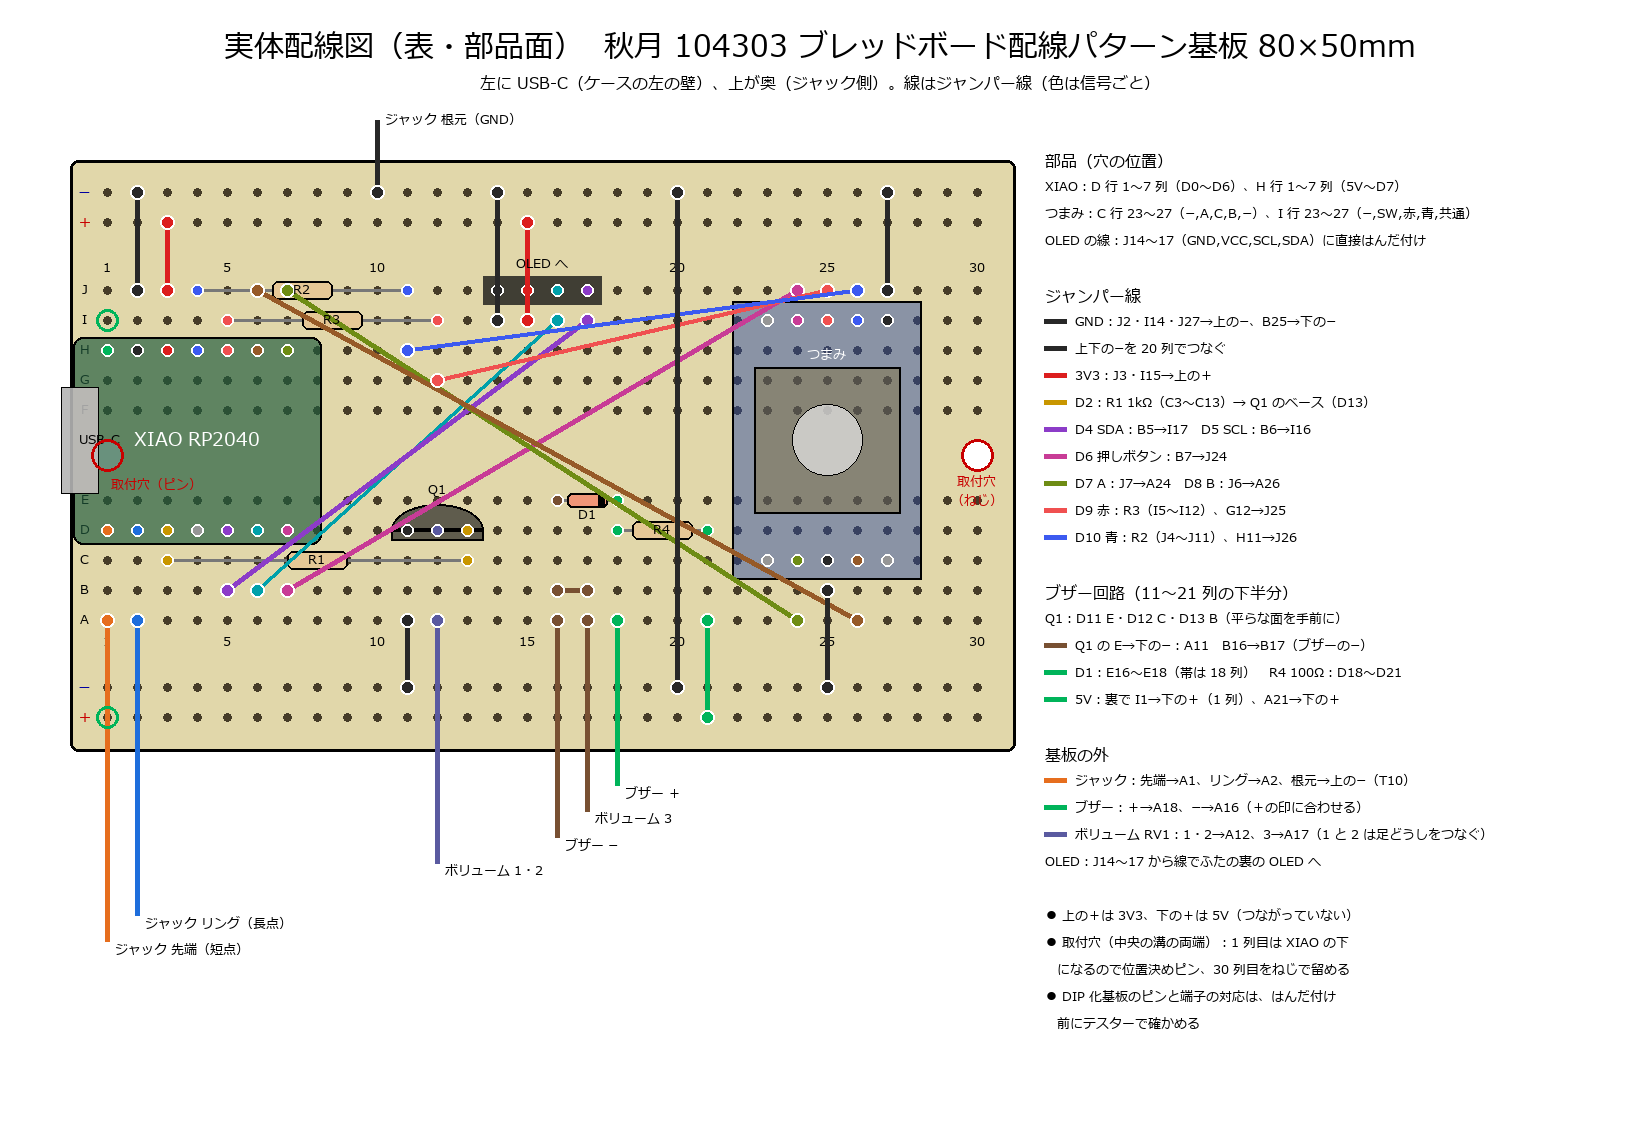 実体配線図（表・部品面）　秋月 104303 ブレッドボード配線パターン基板 80×50mm
左に USB-C（ケースの左の壁）、上が奥（ジャック側）。線はジャンパー線（色は信号ごと）
ジャック 根元（GND）
−
+
1
5
10
OLED へ
20
25
30
J
R2
I
R3
H
つまみ
G
F
USB-C
XIAO RP2040
取付穴（ピン）
取付穴
（ねじ）
E
Q1
D1
D
R4
C
R1
B
A
1
5
10
15
20
25
30
−
+
ブザー ＋
ボリューム 3
ブザー −
ボリューム 1・2
ジャック リング（長点）
ジャック 先端（短点）
部品（穴の位置）
XIAO：D 行 1～7 列（D0～D6）、H 行 1～7 列（5V～D7）
つまみ：C 行 23～27（−,A,C,B,−）、I 行 23～27（−,SW,赤,青,共通）
OLED の線：J14～17（GND,VCC,SCL,SDA）に直接はんだ付け
ジャンパー線
GND：J2・I14・J27→上の−、B25→下の−
上下の−を 20 列でつなぐ
3V3：J3・I15→上の＋
D2：R1 1kΩ（C3～C13）→ Q1 のベース（D13）
D4 SDA：B5→I17　D5 SCL：B6→I16
D6 押しボタン：B7→J24
D7 A：J7→A24　D8 B：J6→A26
D9 赤：R3（I5～I12）、G12→J25
D10 青：R2（J4～J11）、H11→J26
ブザー回路（11～21 列の下半分）
Q1：D11 E・D12 C・D13 B（平らな面を手前に）
Q1 の E→下の−：A11　B16→B17（ブザーの−）
D1：E16～E18（帯は 18 列）　R4 100Ω：D18～D21
5V：裏で I1→下の＋（1 列）、A21→下の＋
基板の外
ジャック：先端→A1、リング→A2、根元→上の−（T10）
ブザー：＋→A18、−→A16（＋の印に合わせる）
ボリューム RV1：1・2→A12、3→A17（1 と 2 は足どうしをつなぐ）
OLED：J14～17 から線でふたの裏の OLED へ
● 上の＋は 3V3、下の＋は 5V（つながっていない）
● 取付穴（中央の溝の両端）：1 列目は XIAO の下
になるので位置決めピン、30 列目をねじで留める
● DIP 化基板のピンと端子の対応は、はんだ付け
前にテスターで確かめる